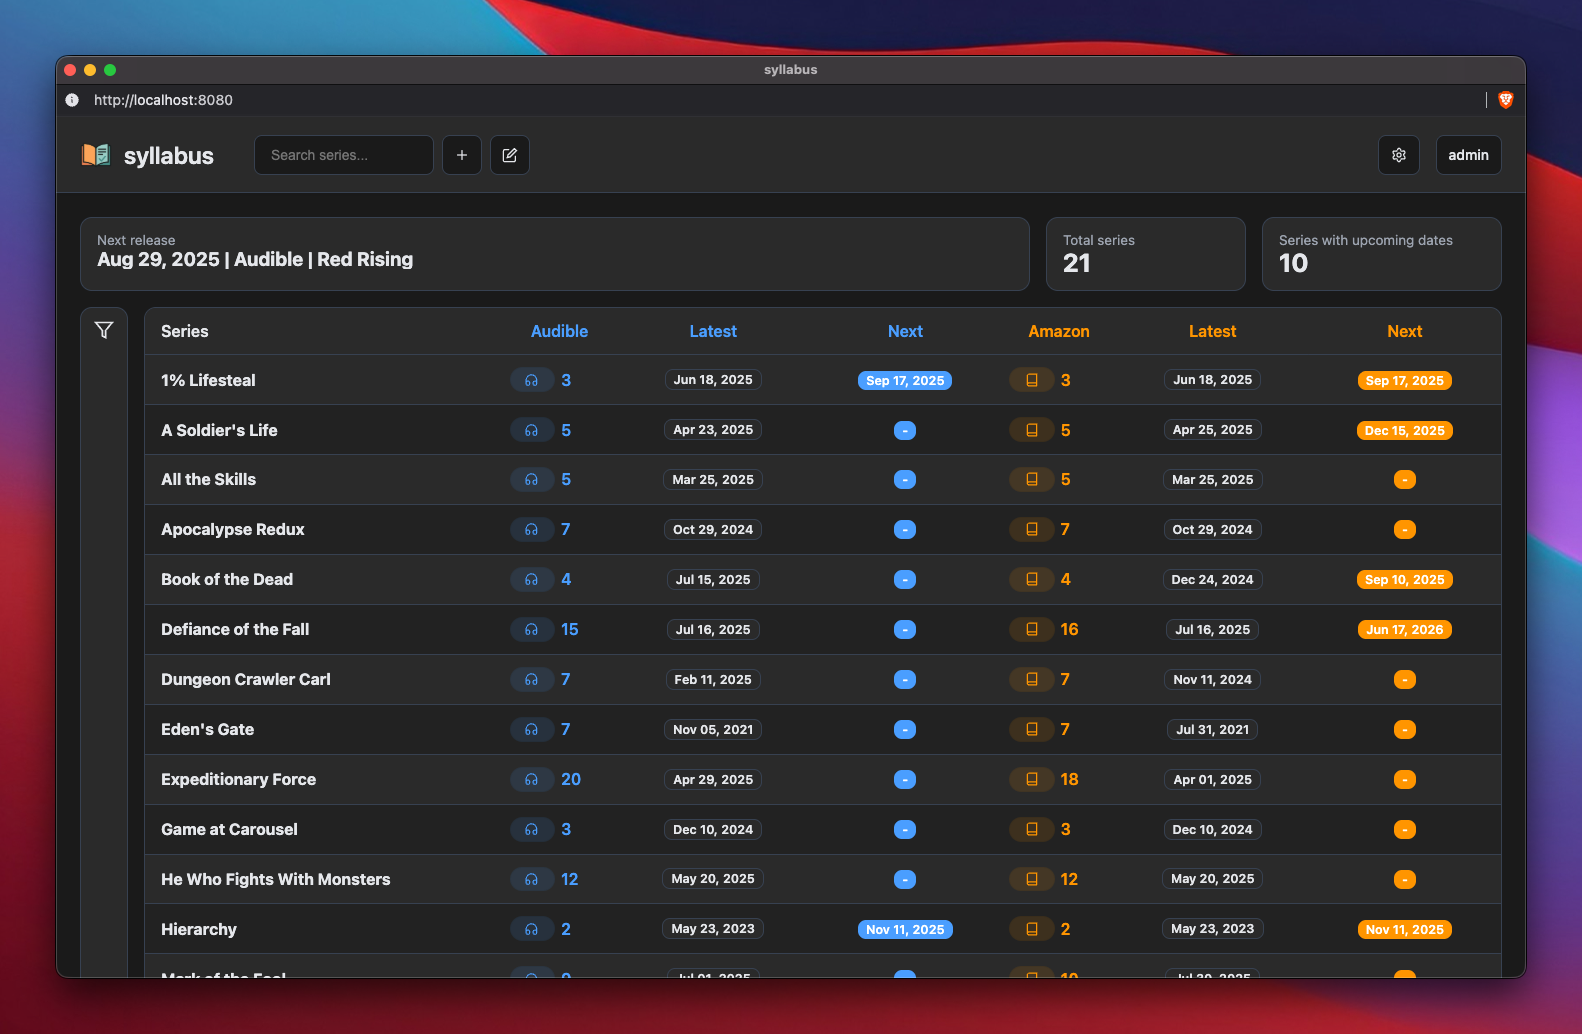 syllabus
http://localhost:8080
syllabus Search series... + admin
Next release
Aug 29, 2025 | Audible | Red Rising
Total series
21
Series with upcoming dates
10
Series Audible Latest Next Amazon Latest Next
1% Lifesteal 3 Jun 18, 2025 Sep 17, 2025 3 Jun 18, 2025 Sep 17, 2025
A Soldier's Life 5 Apr 23, 2025 - 5 Apr 25, 2025 Dec 15, 2025
All the Skills 5 Mar 25, 2025 - 5 Mar 25, 2025 -
Apocalypse Redux 7 Oct 29, 2024 - 7 Oct 29, 2024 -
Book of the Dead 4 Jul 15, 2025 - 4 Dec 24, 2024 Sep 10, 2025
Defiance of the Fall 15 Jul 16, 2025 - 16 Jul 16, 2025 Jun 17, 2026
Dungeon Crawler Carl 7 Feb 11, 2025 - 7 Nov 11, 2024 -
Eden's Gate 7 Nov 05, 2021 - 7 Jul 31, 2021 -
Expeditionary Force 20 Apr 29, 2025 - 18 Apr 01, 2025 -
Game at Carousel 3 Dec 10, 2024 - 3 Dec 10, 2024 -
He Who Fights With Monsters 12 May 20, 2025 - 12 May 20, 2025 -
Hierarchy 2 May 23, 2023 Nov 11, 2025 2 May 23, 2023 Nov 11, 2025